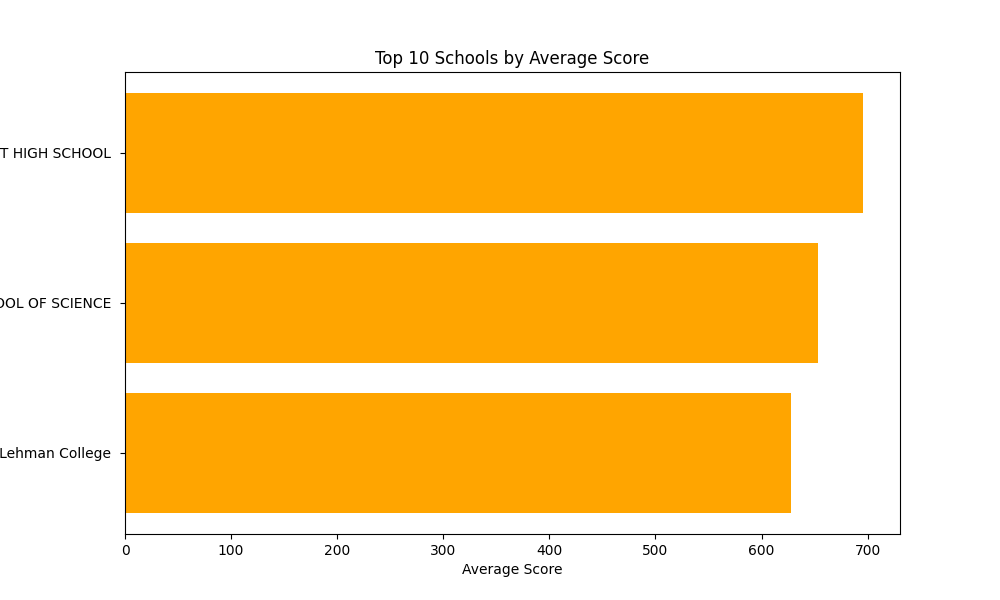 Top 10 Schools by Average Score
T HIGH SCHOOL
OOL OF SCIENCE
Lehman College
0 100 200 300 400 500 600 700
Average Score